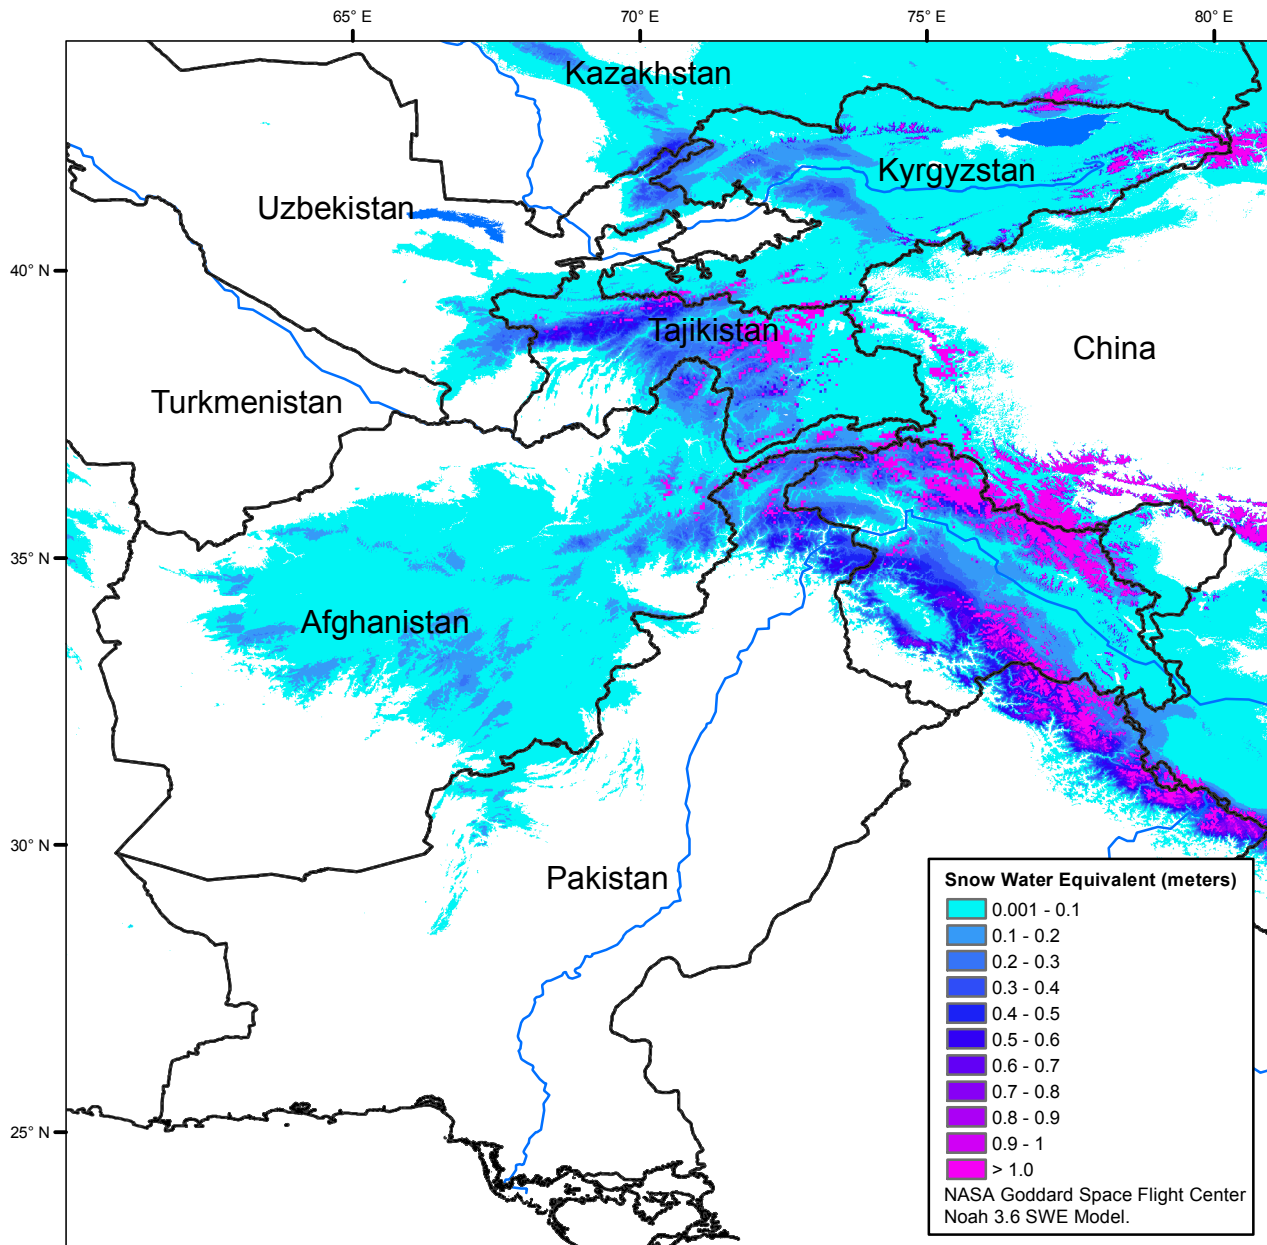 65° E
70° E
75° E
80° E
Kazakhstan
Kyrgyzstan
Uzbekistan
40° N
Tajikistan
China
Turkmenistan
35° N
Afghanistan
30° N
Pakistan
25° N
Snow Water Equivalent (meters)
0.001 - 0.1
0.1 - 0.2
0.2 - 0.3
0.3 - 0.4
0.4 - 0.5
0.5 - 0.6
0.6 - 0.7
0.7 - 0.8
0.8 - 0.9
0.9 - 1
> 1.0
NASA Goddard Space Flight Center
Noah 3.6 SWE Model.